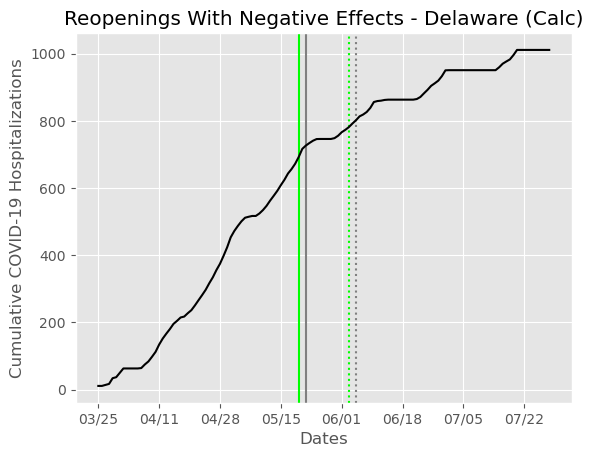 Reopenings With Negative Effects - Delaware (Calc)
Cumulative COVID-19 Hospitalizations
1000
800
600
400
200
0
03/25 04/11 04/28 05/15 06/01 06/18 07/05 07/22
Dates